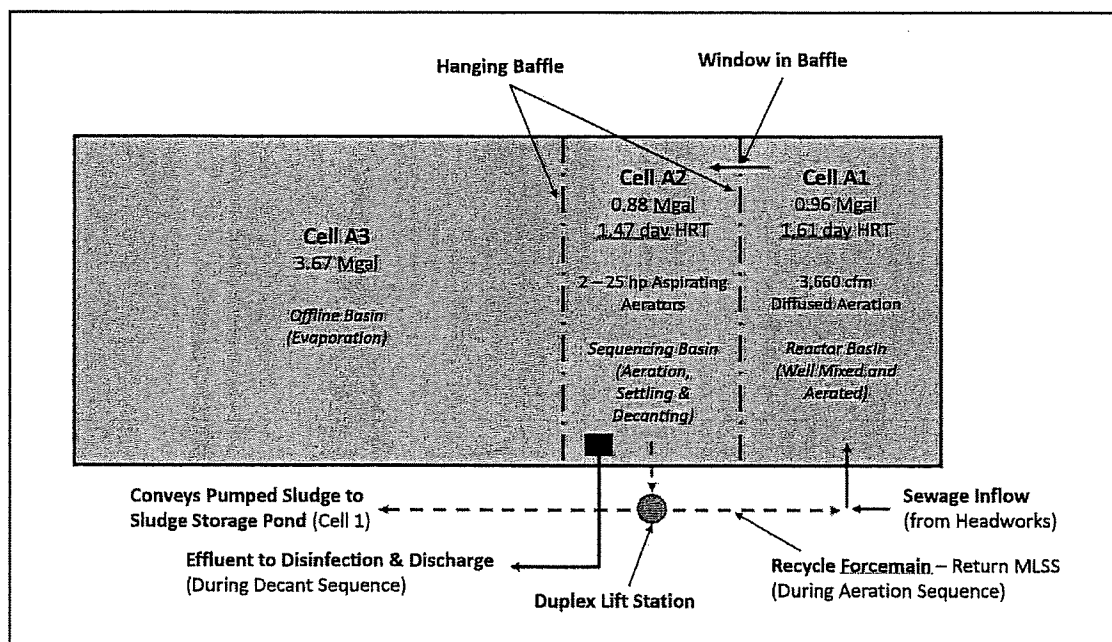 Hanging Baffle
Window in Baffle
Cell A3
3.67 Mgal
Offline Basin
(Evaporation)
Cell A2
0.88 Mgal
1.47 day HRT
2 – 25 hp Aspirating
Aerators
Sequencing Basin
(Aeration,
Settling &
Decanting)
Cell A1
0.96 Mgal
1.61 day HRT
3,660 cfm
Diffused Aeration
Reactor Basin
(Well Mixed and
Aerated)
Conveys Pumped Sludge to
Sludge Storage Pond (Cell 1)
Effluent to Disinfection & Discharge
(During Decant Sequence)
Duplex Lift Station
Sewage Inflow
(from Headworks)
Recycle Forcemain – Return MLSS
(During Aeration Sequence)